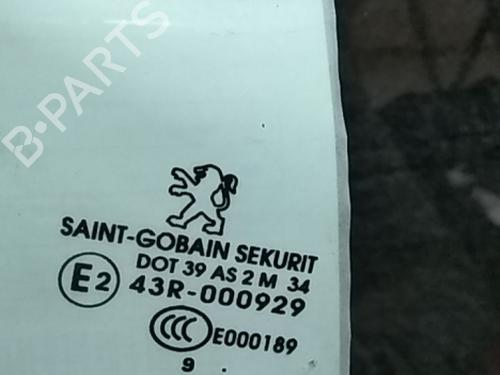 B-PARTS
SAINT-GOBAIN SEKURIT
DOT 39 AS 2 M 34
E2 43R-000929
CCC E000189
9 .